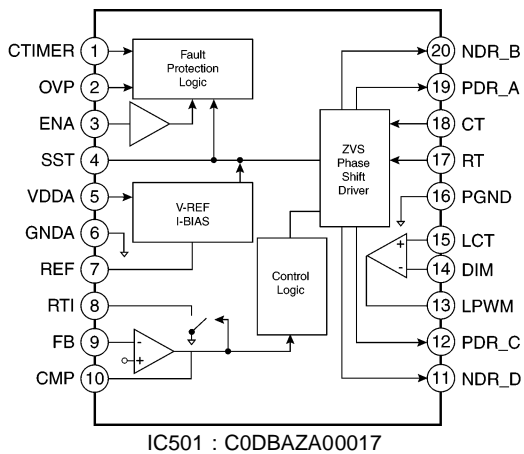 CTIMER 1
OVP 2
ENA 3
SST 4
VDDA 5
GNDA 6
REF 7
RTI 8
FB 9
CMP 10
Fault
Protection
Logic
V-REF
I-BIAS
Control
Logic
ZVS
Phase
Shift
Driver
-
+
+
-
20 NDR_B
19 PDR_A
18 CT
17 RT
16 PGND
15 LCT
14 DIM
13 LPWM
12 PDR_C
11 NDR_D
IC501 : C0DBAZA00017